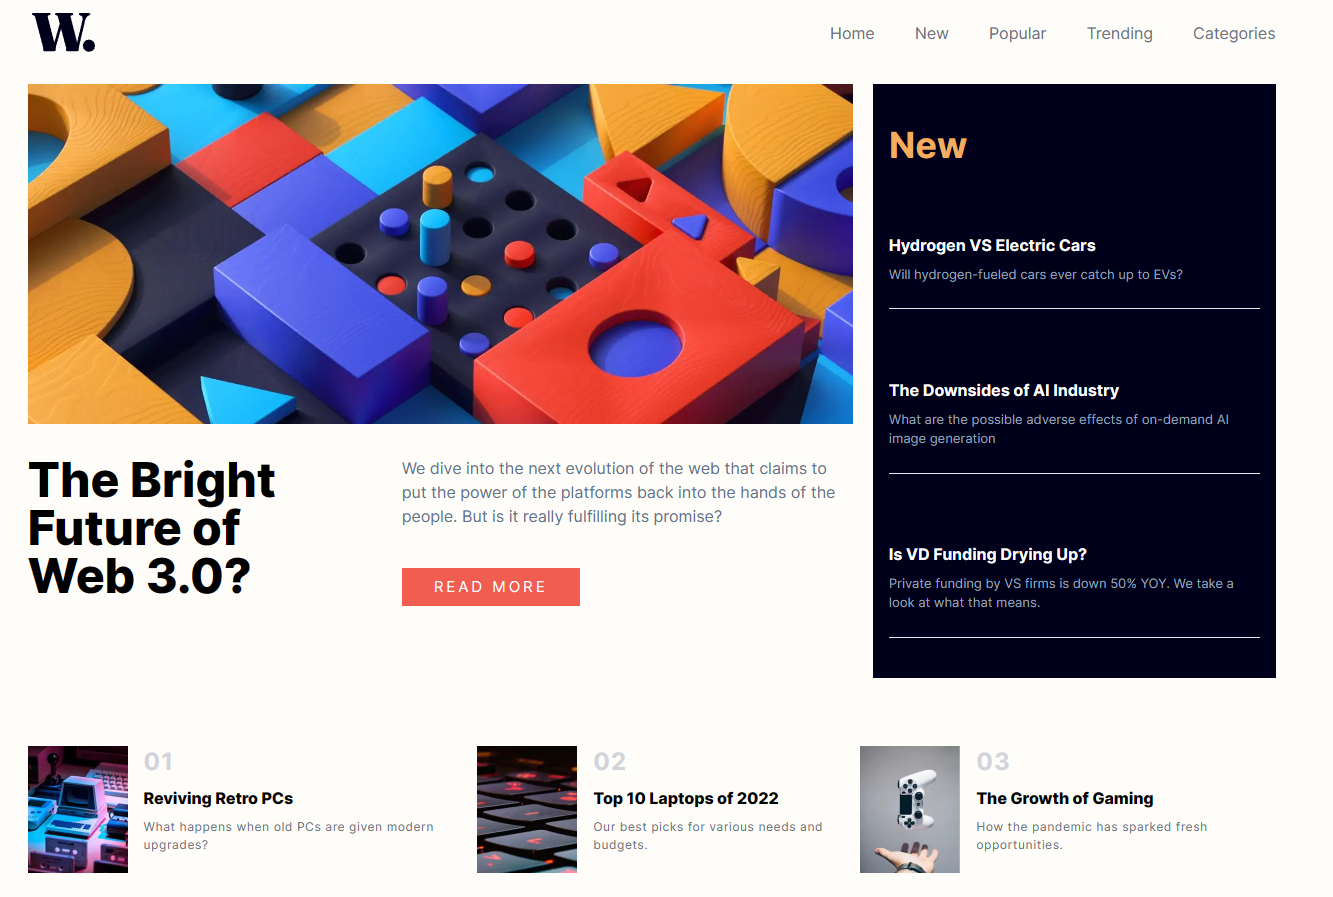 W.
Home New Popular Trending Categories
The Bright
Future of
Web 3.0?
We dive into the next evolution of the web that claims to
put the power of the platforms back into the hands of the
people. But is it really fulfilling its promise?
READ MORE
New
Hydrogen VS Electric Cars
Will hydrogen-fueled cars ever catch up to EVs?
The Downsides of AI Industry
What are the possible adverse effects of on-demand AI
image generation
Is VD Funding Drying Up?
Private funding by VS firms is down 50% YOY. We take a
look at what that means.
01
Reviving Retro PCs
What happens when old PCs are given modern
upgrades?
02
Top 10 Laptops of 2022
Our best picks for various needs and
budgets.
03
The Growth of Gaming
How the pandemic has sparked fresh
opportunities.